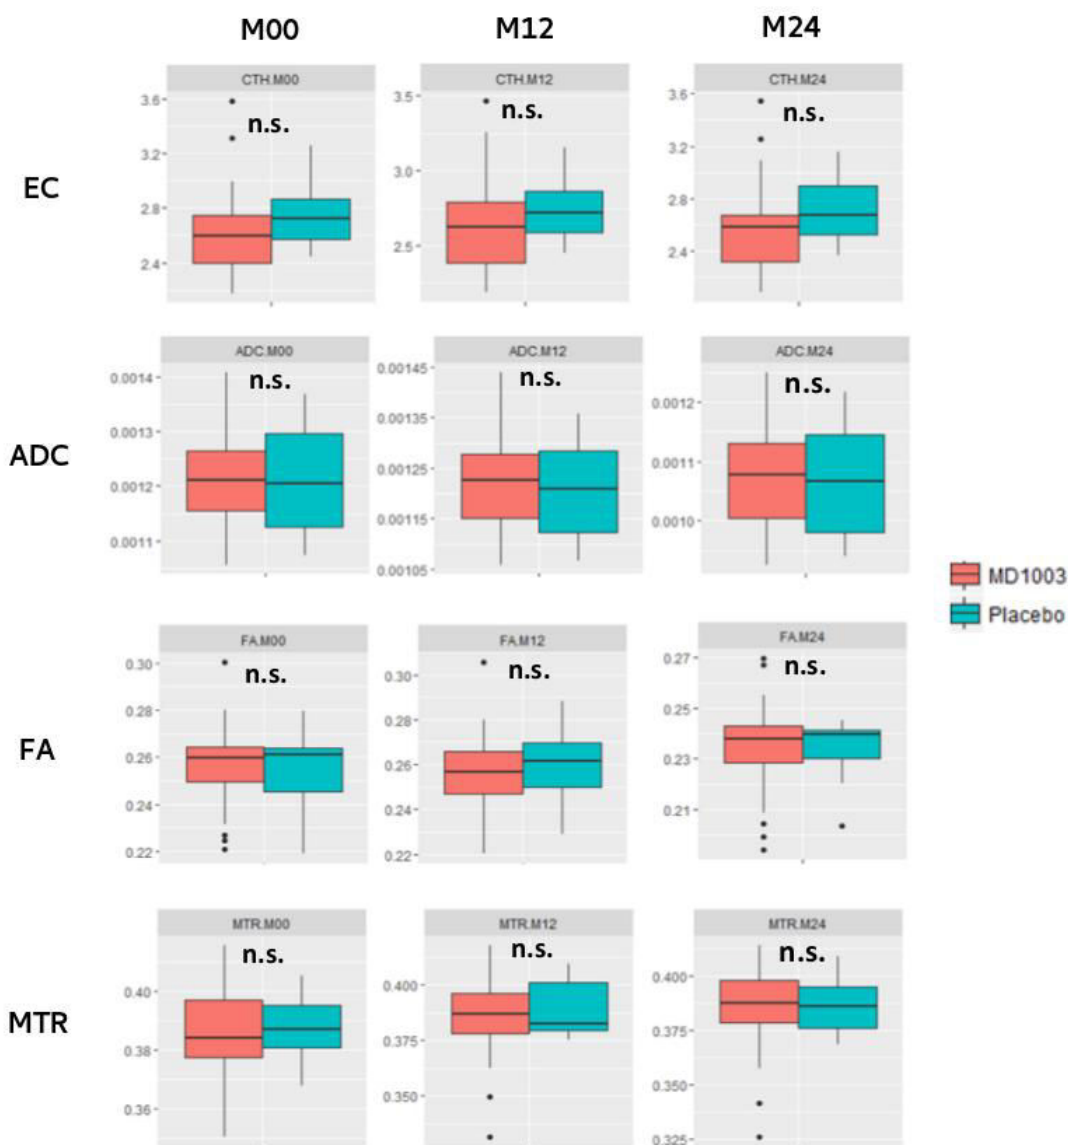 M00 M12 M24
EC
CTH.M00 CTH.M12 CTH.M24
n.s. n.s. n.s.
3.6 3.2 2.8 2.4
3.5 3.0 2.5
3.6 3.2 2.8 2.4
ADC
ADC.M00 ADC.M12 ADC.M24
n.s. n.s. n.s.
0.0014 0.0013 0.0012 0.0011
0.00145 0.00135 0.00125 0.00115 0.00105
0.0012 0.0011 0.0010
MD1003
Placebo
FA
FA.M00 FA.M12 FA.M24
n.s. n.s. n.s.
0.30 0.28 0.26 0.24 0.22
0.30 0.28 0.26 0.24 0.22
0.27 0.25 0.23 0.21
MTR
MTR.M00 MTR.M12 MTR.M24
n.s. n.s. n.s.
0.40 0.38 0.36
0.400 0.375 0.350
0.400 0.375 0.350 0.325